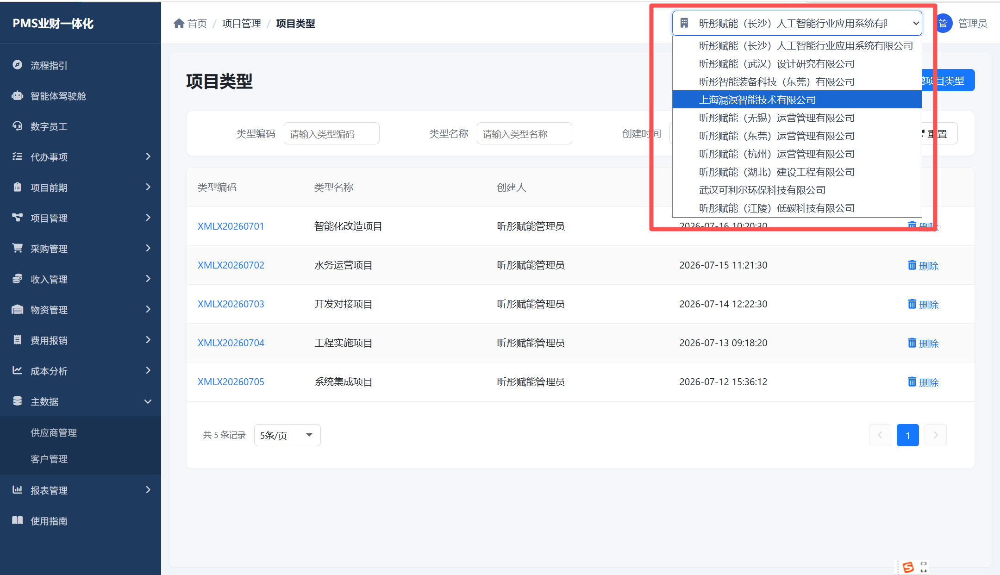 PMS业财一体化
首页 / 项目管理 / 项目类型
昕彤赋能（长沙）人工智能行业应用系统有限
管 管理员
昕彤赋能（长沙）人工智能行业应用系统有限公司
昕彤赋能（武汉）设计研究有限公司
昕彤智能装备科技（东莞）有限公司
上海混溟智能技术有限公司
昕彤赋能（无锡）运营管理有限公司
昕彤赋能（东莞）运营管理有限公司
昕彤赋能（杭州）运营管理有限公司
昕彤赋能（湖北）建设工程有限公司
武汉可利尔环保科技有限公司
昕彤赋能（江陵）低碳科技有限公司
流程指引
智能体驾驶舱
数字员工
代办事项
项目前期
项目管理
采购管理
收入管理
物资管理
费用报销
成本分析
主数据
供应商管理
客户管理
报表管理
使用指南
项目类型
增项目类型
类型编码 请输入类型编码 类型名称 请输入类型名称 创建时间 重置
类型编码 类型名称 创建人
XMLX20260701 智能化改造项目 昕彤赋能管理员 2026-07-16 10:20:30 删除
XMLX20260702 水务运营项目 昕彤赋能管理员 2026-07-15 11:21:30 删除
XMLX20260703 开发对接项目 昕彤赋能管理员 2026-07-14 12:22:30 删除
XMLX20260704 工程实施项目 昕彤赋能管理员 2026-07-13 09:18:20 删除
XMLX20260705 系统集成项目 昕彤赋能管理员 2026-07-12 15:36:12 删除
共 5 条记录 5条/页 1